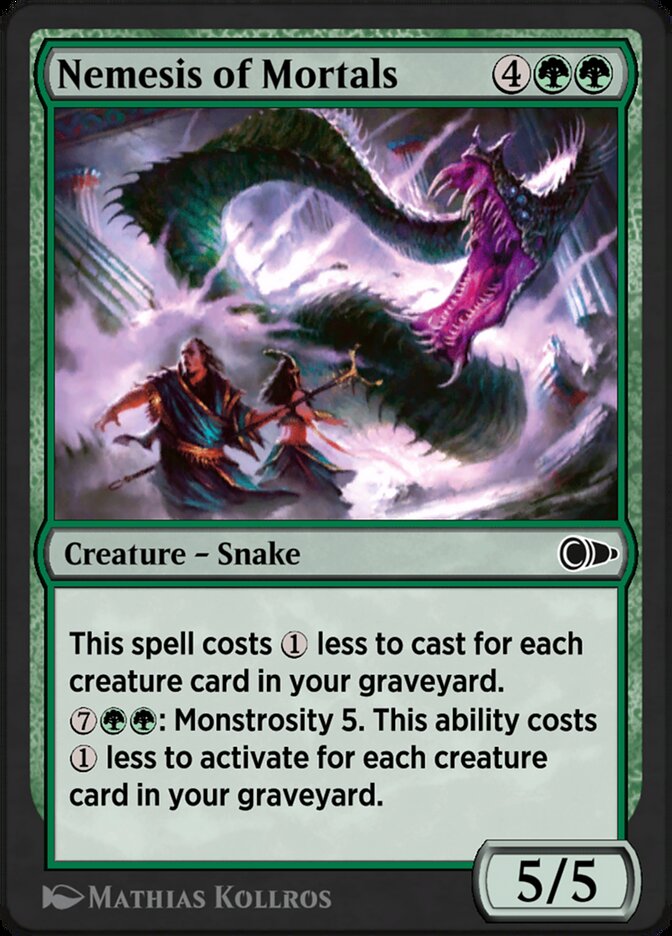 Nemesis of Mortals 4
Creature – Snake
This spell costs 1 less to cast for each
creature card in your graveyard.
7: Monstrosity 5. This ability costs
1 less to activate for each creature
card in your graveyard.
5/5
Mathias Kollros